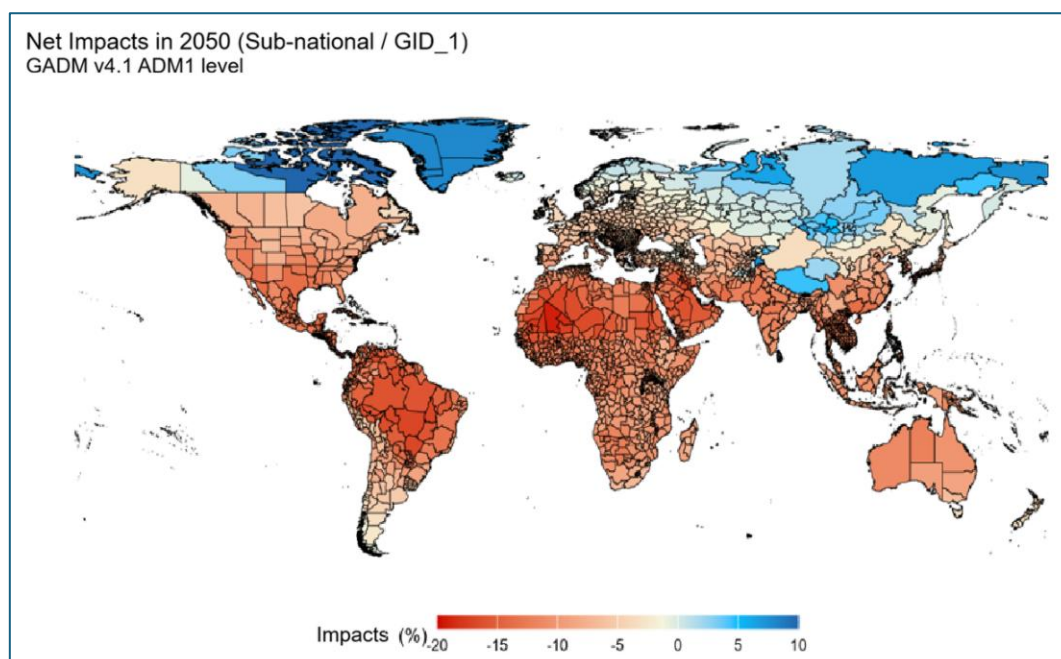 Net Impacts in 2050 (Sub-national / GID_1)
GADM v4.1 ADM1 level
Impacts (%)
-20 -15 -10 -5 0 5 10